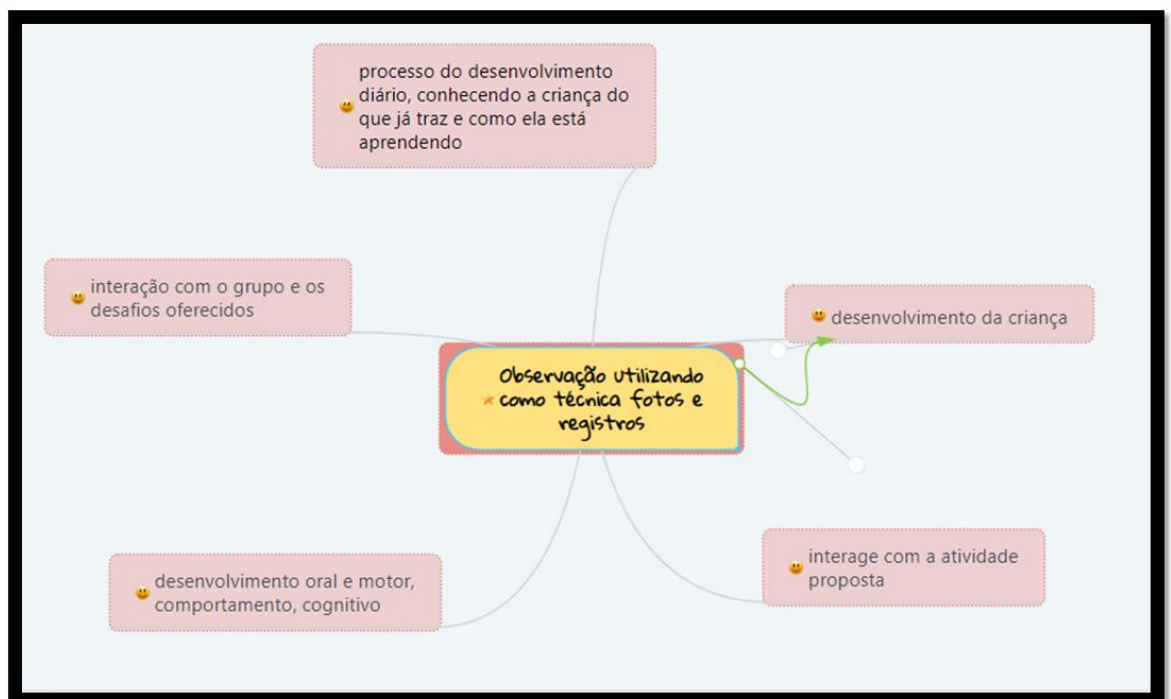 processo do desenvolvimento
diário, conhecendo a criança do
que já traz e como ela está
aprendendo
interação com o grupo e os
desafios oferecidos
desenvolvimento da criança
Observação utilizando
como técnica fotos e
registros
desenvolvimento oral e motor,
comportamento, cognitivo
interage com a atividade
proposta